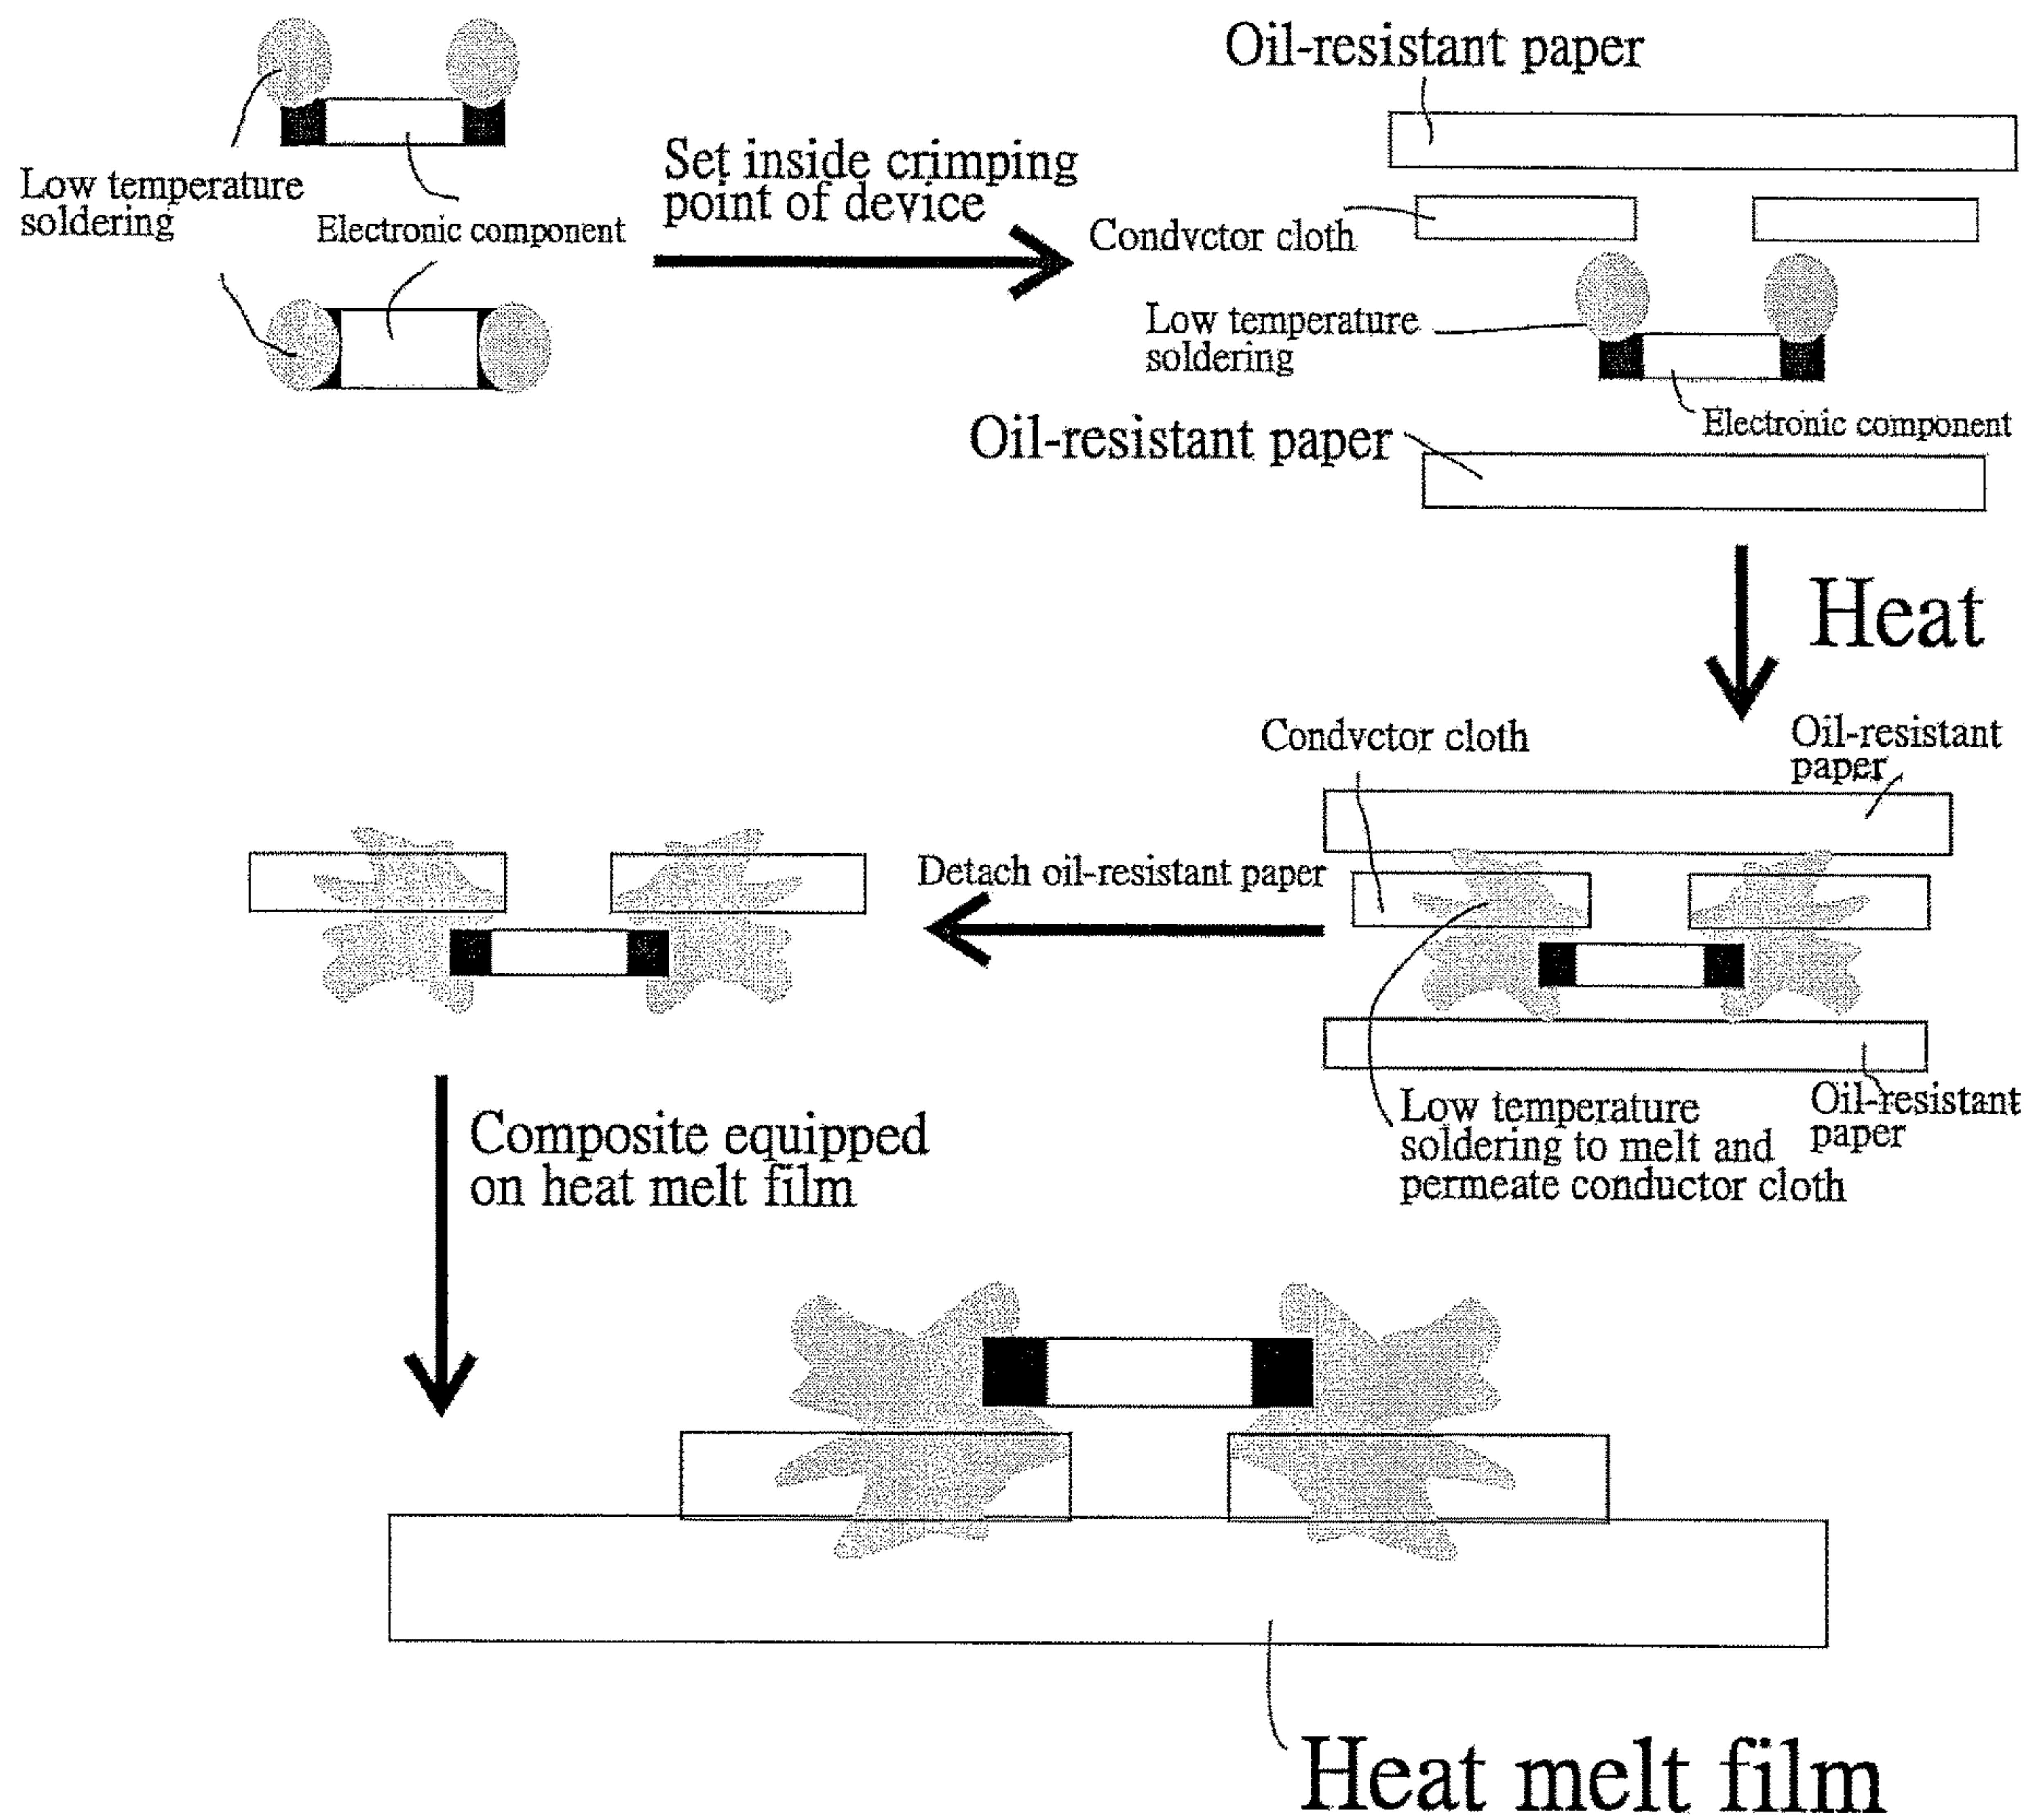 Low temperature
soldering
Electronic component
Set inside crimping
point of device
Oil-resistant paper
Condvctor cloth
Low temperature
soldering
Electronic component
Oil-resistant paper
Heat
Condvctor cloth
Oil-resistant
paper
Low temperature
soldering to melt and
permeate conductor cloth
Oil-resistant
paper
Detach oil-resistant paper
Composite equipped
on heat melt film
Heat melt film